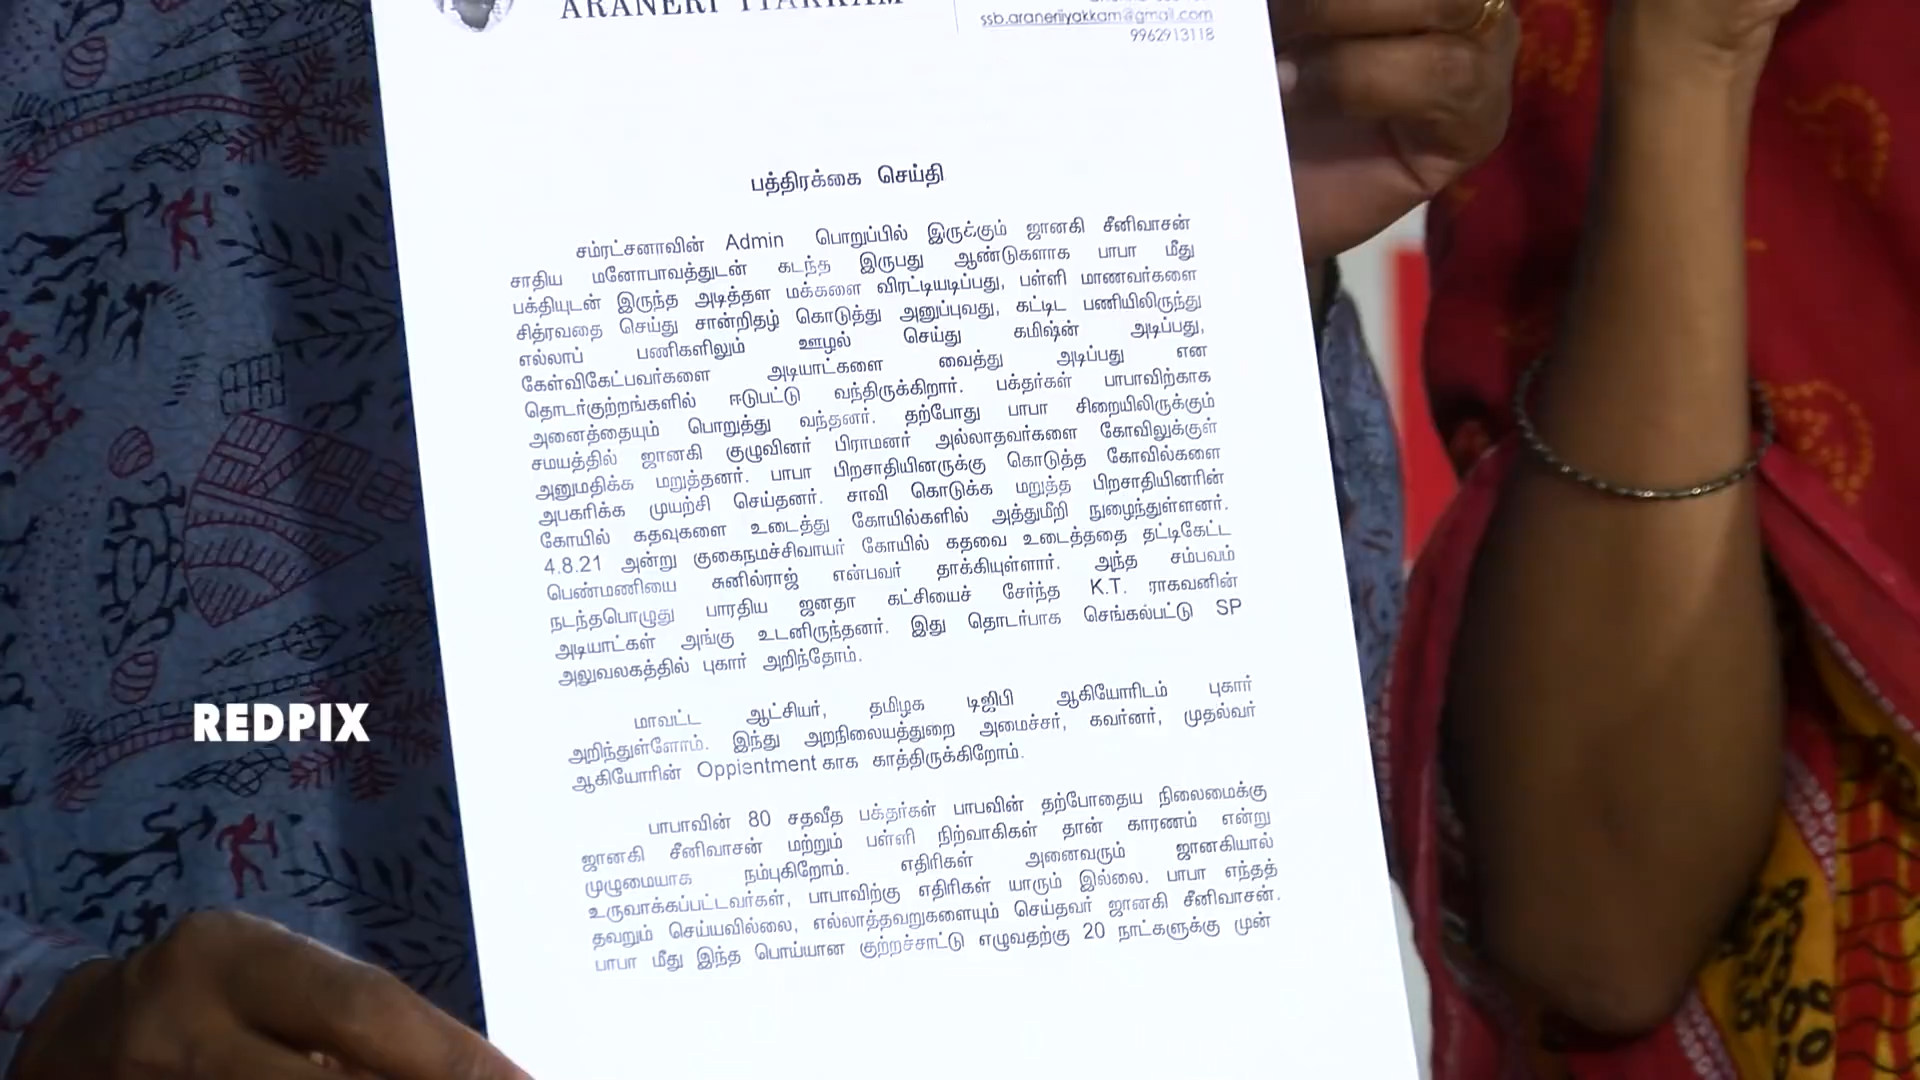 ssb.araneriiyakkam@gmail.com
9962913118
பத்திரக்கை செய்தி
சம்ரட்சனாவின் Admin பொறுப்பில் இருக்கும் ஜானகி சீனிவாசன்
சாதிய மனோபாவத்துடன் கடந்த இருபது ஆண்டுகளாக பாபா மீது
பக்தியுடன் இருந்த அடித்தள மக்களை விரட்டியடிப்பது, பள்ளி மாணவர்களை
சித்ரவதை செய்து சான்றிதழ் கொடுத்து அனுப்புவது, கட்டிட பணியிலிருந்து
எல்லாப் பணிகளிலும் ஊழல் செய்து கமிஷ்ன் அடிப்பது,
கேள்விகேட்பவர்களை அடியாட்களை வைத்து அடிப்பது என
தொடர்குற்றங்களில் ஈடுபட்டு வந்திருக்கிறார். பக்தர்கள் பாபாவிற்காக
அனைத்தையும் பொறுத்து வந்தனர். தற்போது பாபா சிறையிலிருக்கும்
சமயத்தில் ஜானகி குழுவினர் பிராமனர் அல்லாதவர்களை கோவிலுக்குள்
அனுமதிக்க மறுத்தனர். பாபா பிறசாதியினருக்கு கொடுத்த கோவில்களை
அபகரிக்க முயற்சி செய்தனர். சாவி கொடுக்க மறுத்த பிறசாதியினரின்
கோயில் கதவுகளை உடைத்து கோயில்களில் அத்துமீறி நுழைந்துள்ளனர்.
4.8.21 அன்று குகைநமச்சிவாயர் கோயில் கதவை உடைத்ததை தட்டிகேட்ட
பெண்மணியை சுனில்ராஜ் என்பவர் தாக்கியுள்ளார். அந்த சம்பவம்
நடந்தபொழுது பாரதிய ஜனதா கட்சியைச் சேர்ந்த K.T. ராகவனின்
அடியாட்கள் அங்கு உடனிருந்தனர். இது தொடர்பாக செங்கல்பட்டு SP
அலுவலகத்தில் புகார் அறிந்தோம்.
மாவட்ட ஆட்சியர், தமிழக டிஜிபி ஆகியோரிடம் புகார்
அறிந்துள்ளோம். இந்து அறநிலையத்துறை அமைச்சர், கவர்னர், முதல்வர்
ஆகியோரின் Oppientment காக காத்திருக்கிறோம்.
பாபாவின் 80 சதவீத பக்தர்கள் பாபவின் தற்போதைய நிலைமைக்கு
ஜானகி சீனிவாசன் மற்றும் பள்ளி நிற்வாகிகள் தான் காரணம் என்று
முழுமையாக நம்புகிறோம். எதிரிகள் அனைவரும் ஜானகியால்
உருவாக்கப்பட்டவர்கள், பாபாவிற்கு எதிரிகள் யாரும் இல்லை. பாபா எந்தத்
தவறும் செய்யவில்லை, எல்லாத்தவறுகளையும் செய்தவர் ஜானகி சீனிவாசன்.
பாபா மீது இந்த பொய்யான குற்றச்சாட்டு எழுவதற்கு 20 நாட்களுக்கு முன்
REDPIX